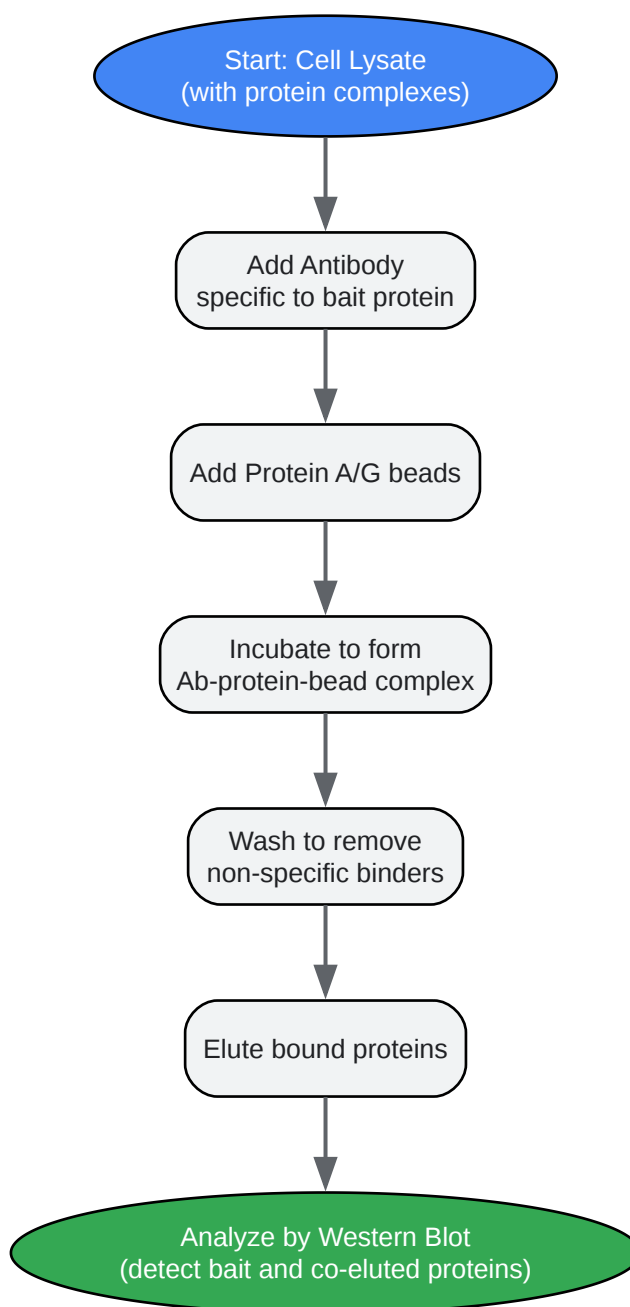 Start: Cell Lysate
(with protein complexes)
Add Antibody
specific to bait protein
Add Protein A/G beads
Incubate to form
Ab-protein-bead complex
Wash to remove
non-specific binders
Elute bound proteins
Analyze by Western Blot
(detect bait and co-eluted proteins)